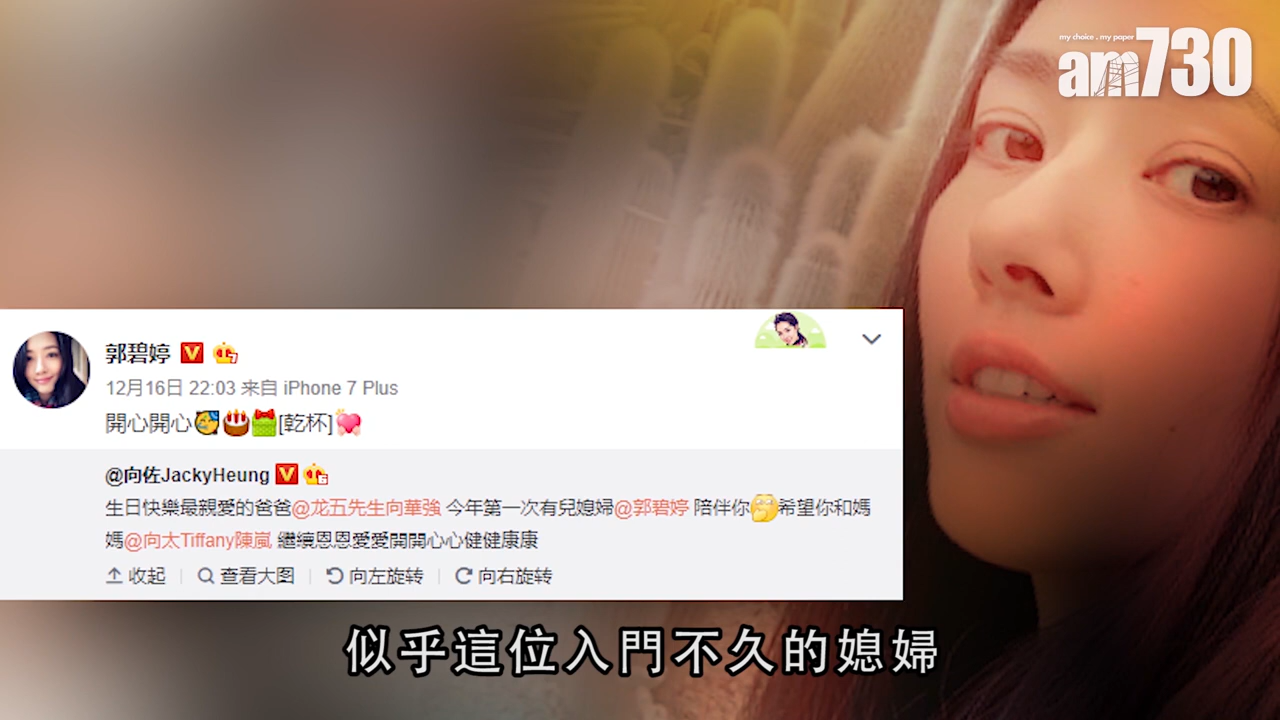 my choice . my paper
am730
郭碧婷
12月16日 22:03 来自 iPhone 7 Plus
開心開心[乾杯]
@向佐JackyHeung
生日快樂最親愛的爸爸@龙五先生向華強 今年第一次有兒媳婦@郭碧婷 陪伴你希望你和媽
媽@向太Tiffany陳嵐 繼續恩恩愛愛開開心心健健康康
收起 查看大图 向左旋转 向右旋转
似乎這位入門不久的媳婦